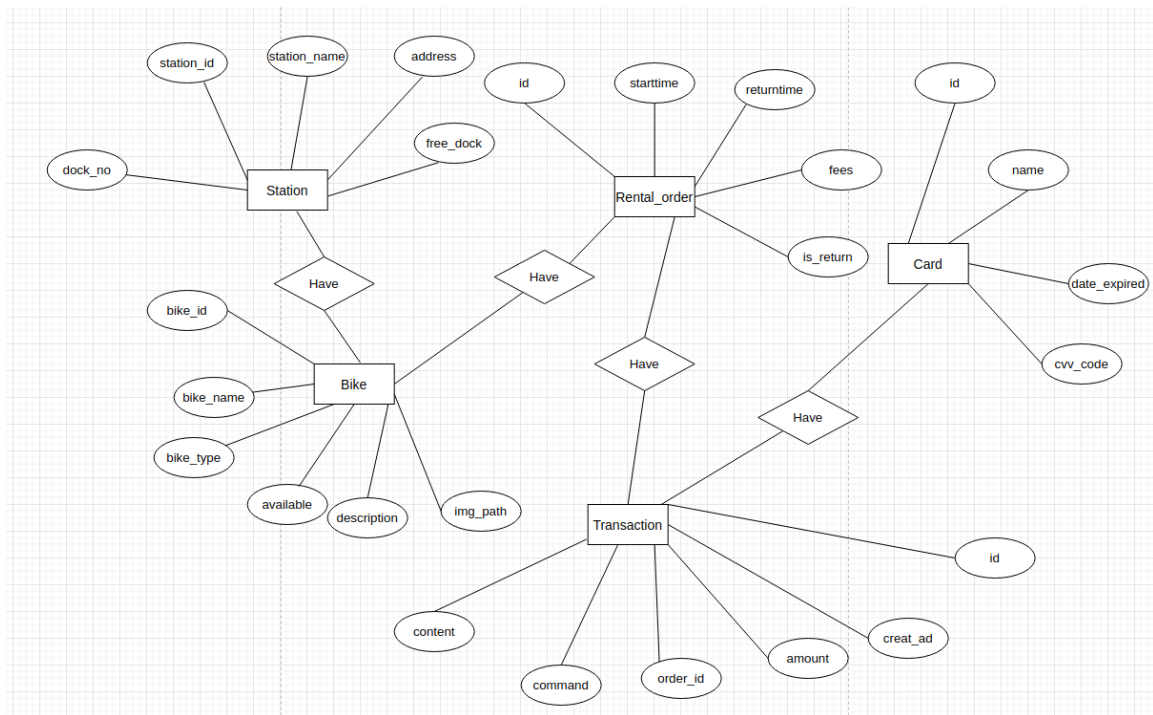 station_id
station_name
address
id
starttime
returntime
id
dock_no
free_dock
fees
name
Station
Rental_order
is_return
Card
Have
Have
date_expired
bike_id
Have
cvv_code
Bike
bike_name
Have
bike_type
available
description
img_path
Transaction
id
content
creat_ad
amount
order_id
command